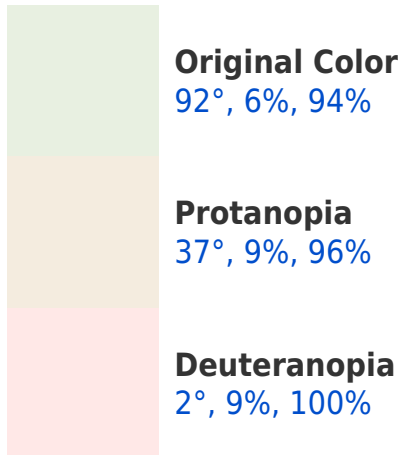 Original Color
92°, 6%, 94%
Protanopia
37°, 9%, 96%
Deuteranopia
2°, 9%, 100%